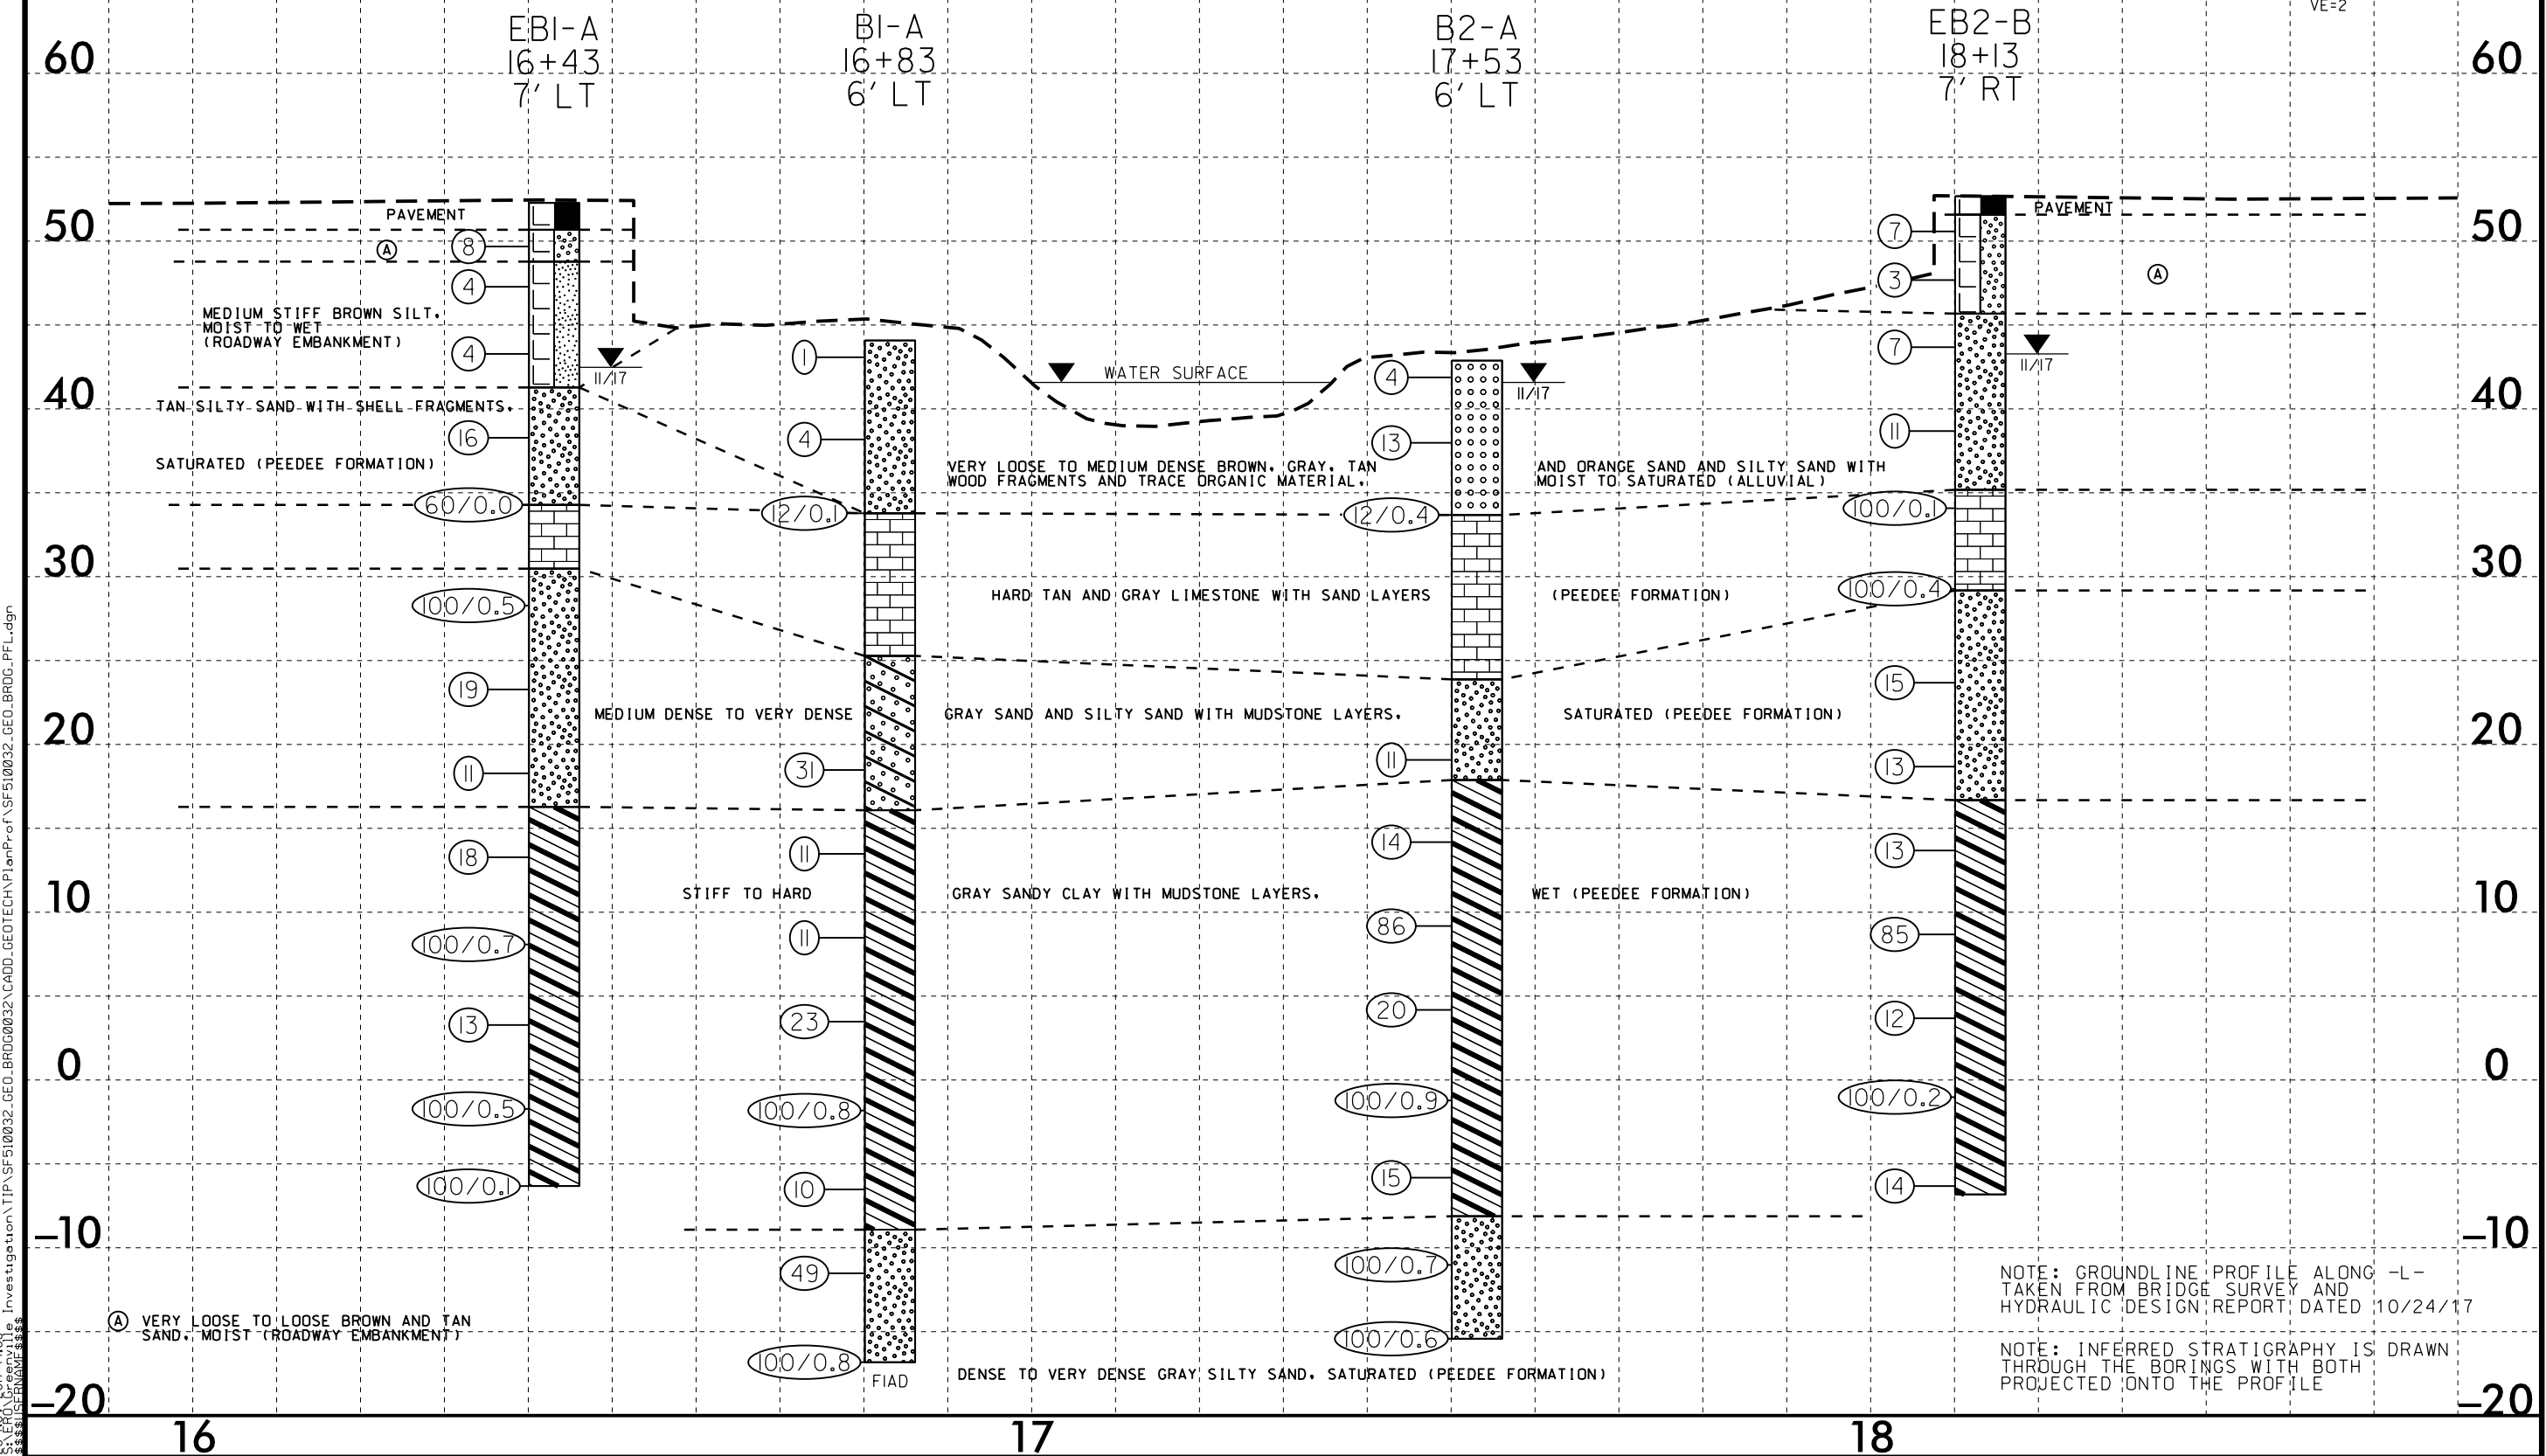 VE=2
EB1-A
16+43
7' LT
B1-A
16+83
6' LT
B2-A
17+53
6' LT
EB2-B
18+13
7' RT
60
60
50
50
40
40
30
30
20
20
10
10
0
0
-10
-10
-20
-20
PAVEMENT
A
MEDIUM STIFF BROWN SILT,
MOIST TO WET
(ROADWAY EMBANKMENT)
TAN SILTY SAND WITH SHELL FRAGMENTS,
SATURATED (PEEDEE FORMATION)
8
4
4
16
60/0.0
100/0.5
19
11
18
100/0.7
13
100/0.5
100/0.1
11/17
1
4
12/0.1
31
11
11
23
100/0.8
10
49
100/0.8
FIAD
WATER SURFACE
4
13
12/0.4
11
14
86
20
100/0.9
15
100/0.7
100/0.6
11/17
7
3
7
11
100/0.1
100/0.4
15
13
13
85
12
100/0.2
14
11/17
PAVEMENT
A
VERY LOOSE TO MEDIUM DENSE BROWN, GRAY, TAN AND ORANGE SAND AND SILTY SAND WITH
WOOD FRAGMENTS AND TRACE ORGANIC MATERIAL, MOIST TO SATURATED (ALLUVIAL)
HARD TAN AND GRAY LIMESTONE WITH SAND LAYERS (PEEDEE FORMATION)
MEDIUM DENSE TO VERY DENSE GRAY SAND AND SILTY SAND WITH MUDSTONE LAYERS, SATURATED (PEEDEE FORMATION)
STIFF TO HARD GRAY SANDY CLAY WITH MUDSTONE LAYERS, WET (PEEDEE FORMATION)
DENSE TO VERY DENSE GRAY SILTY SAND, SATURATED (PEEDEE FORMATION)
A VERY LOOSE TO LOOSE BROWN AND TAN
SAND, MOIST (ROADWAY EMBANKMENT)
NOTE: GROUNDLINE PROFILE ALONG -L-
TAKEN FROM BRIDGE SURVEY AND
HYDRAULIC DESIGN REPORT DATED 10/24/17
NOTE: INFERRED STRATIGRAPHY IS DRAWN
THROUGH THE BORINGS WITH BOTH
PROJECTED ONTO THE PROFILE
16
17
18
S:\ERO\Greenville Investigation\TIP\SF510032_GEO_BRDG0032\CADD_GEOTECH\PlanProf\SF510032_GEO_BRDG_PFL.dgn
$$$$USERNAME$$$$